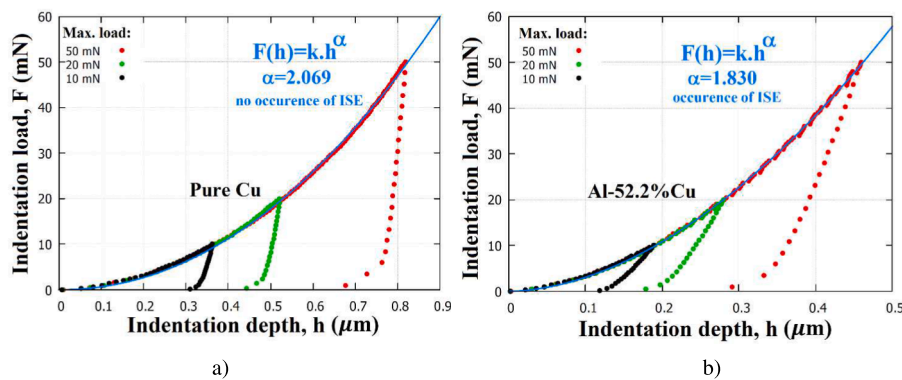 60
50
40
30
20
10
0
Indentation load, F (mN)
Max. load:
50 mN
20 mN
10 mN
F(h)=k.h^α
α=2.069
no occurence of ISE
Pure Cu
0 0.1 0.2 0.3 0.4 0.5 0.6 0.7 0.8 0.9
Indentation depth, h (μm)
a)
60
50
40
30
20
10
0
Indentation load, F (mN)
Max. load:
50 mN
20 mN
10 mN
F(h)=k.h^α
α=1.830
occurence of ISE
Al-52.2%Cu
0 0.1 0.2 0.3 0.4 0.5
Indentation depth, h (μm)
b)